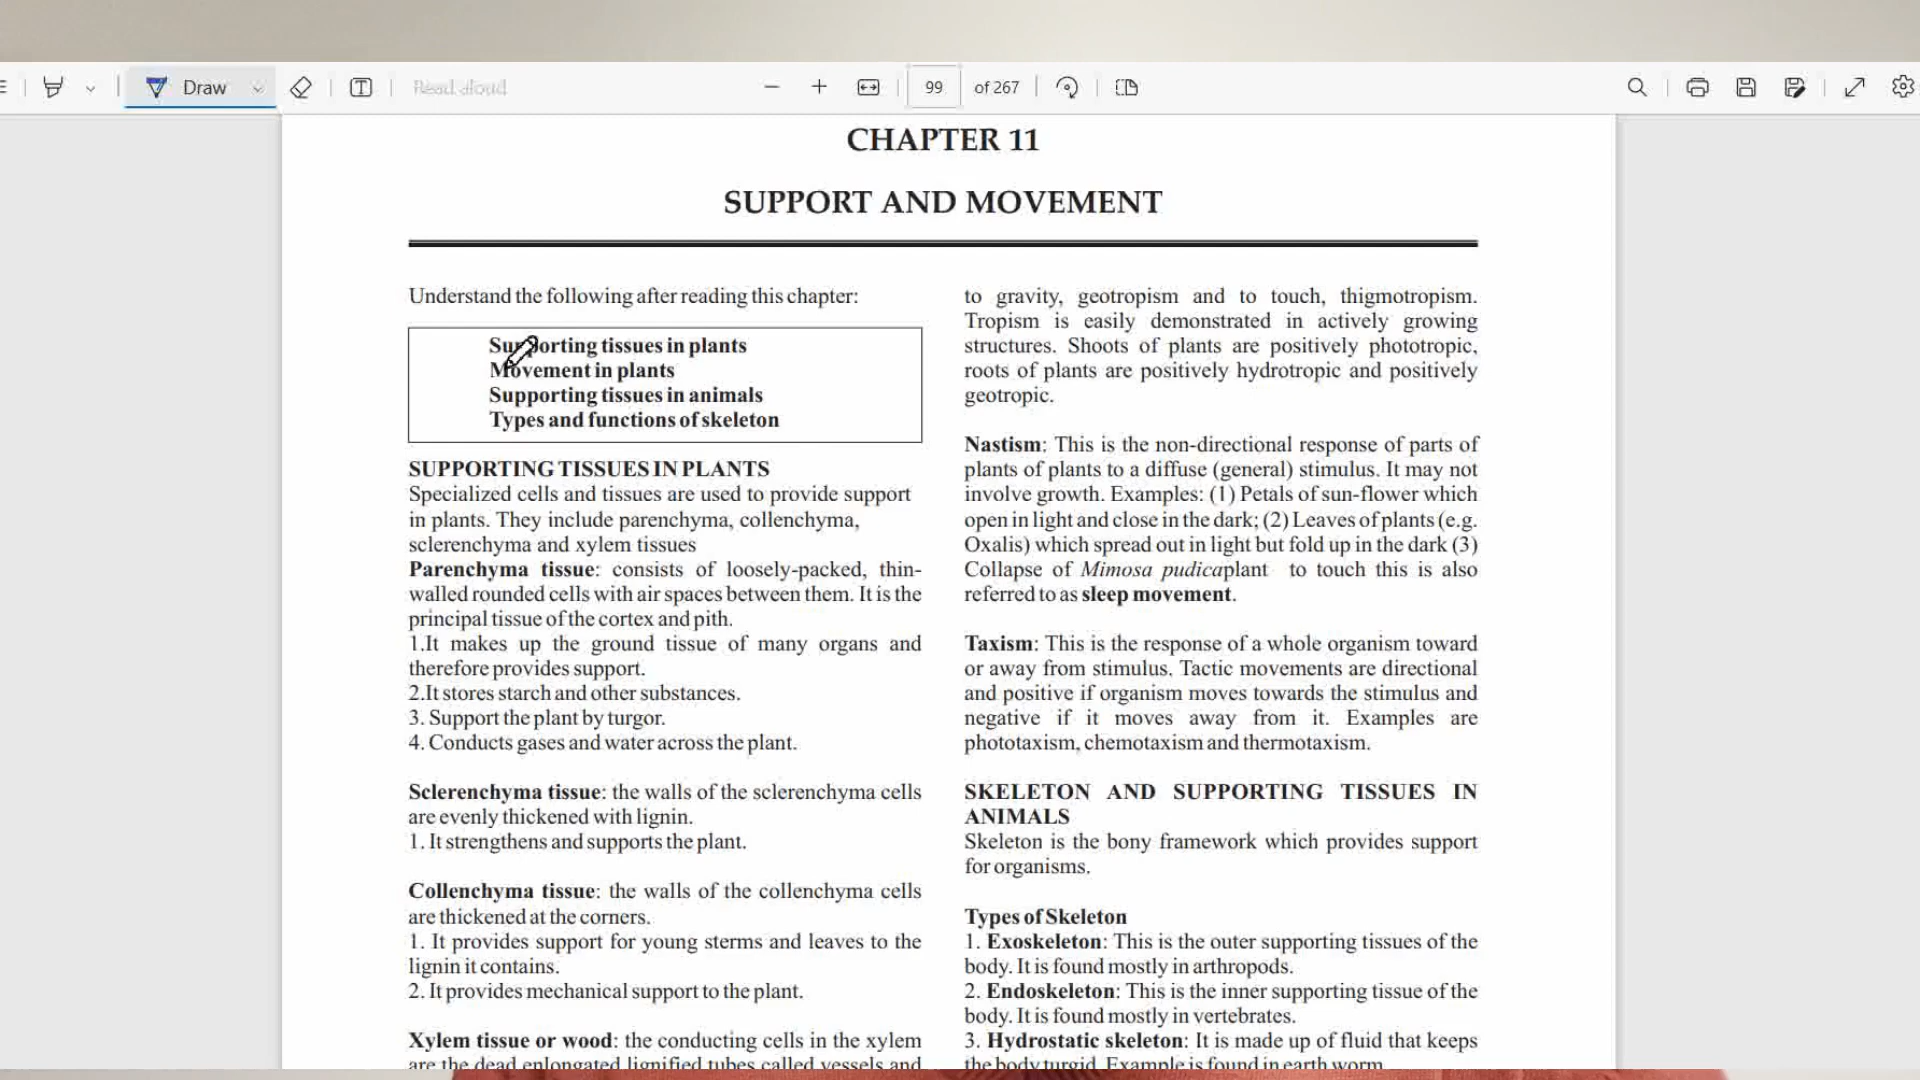 Draw
Read aloud
99 of 267
CHAPTER 11
SUPPORT AND MOVEMENT
Understand the following after reading this chapter:
Supporting tissues in plants
Movement in plants
Supporting tissues in animals
Types and functions of skeleton
SUPPORTING TISSUES IN PLANTS
Specialized cells and tissues are used to provide support
in plants. They include parenchyma, collenchyma,
sclerenchyma and xylem tissues
Parenchyma tissue: consists of loosely-packed, thin-
walled rounded cells with air spaces between them. It is the
principal tissue of the cortex and pith.
1.It makes up the ground tissue of many organs and
therefore provides support.
2.It stores starch and other substances.
3. Support the plant by turgor.
4. Conducts gases and water across the plant.
Sclerenchyma tissue: the walls of the sclerenchyma cells
are evenly thickened with lignin.
1. It strengthens and supports the plant.
Collenchyma tissue: the walls of the collenchyma cells
are thickened at the corners.
1. It provides support for young sterms and leaves to the
lignin it contains.
2. It provides mechanical support to the plant.
Xylem tissue or wood: the conducting cells in the xylem
are the dead enlongated lignified tubes called vessels and
to gravity, geotropism and to touch, thigmotropism.
Tropism is easily demonstrated in actively growing
structures. Shoots of plants are positively phototropic,
roots of plants are positively hydrotropic and positively
geotropic.
Nastism: This is the non-directional response of parts of
plants of plants to a diffuse (general) stimulus. It may not
involve growth. Examples: (1) Petals of sun-flower which
open in light and close in the dark; (2) Leaves of plants (e.g.
Oxalis) which spread out in light but fold up in the dark (3)
Collapse of Mimosa pudicaplant to touch this is also
referred to as sleep movement.
Taxism: This is the response of a whole organism toward
or away from stimulus. Tactic movements are directional
and positive if organism moves towards the stimulus and
negative if it moves away from it. Examples are
phototaxism, chemotaxism and thermotaxism.
SKELETON AND SUPPORTING TISSUES IN
ANIMALS
Skeleton is the bony framework which provides support
for organisms.
Types of Skeleton
1. Exoskeleton: This is the outer supporting tissues of the
body. It is found mostly in arthropods.
2. Endoskeleton: This is the inner supporting tissue of the
body. It is found mostly in vertebrates.
3. Hydrostatic skeleton: It is made up of fluid that keeps
the body turgid. Example is found in earth worm.